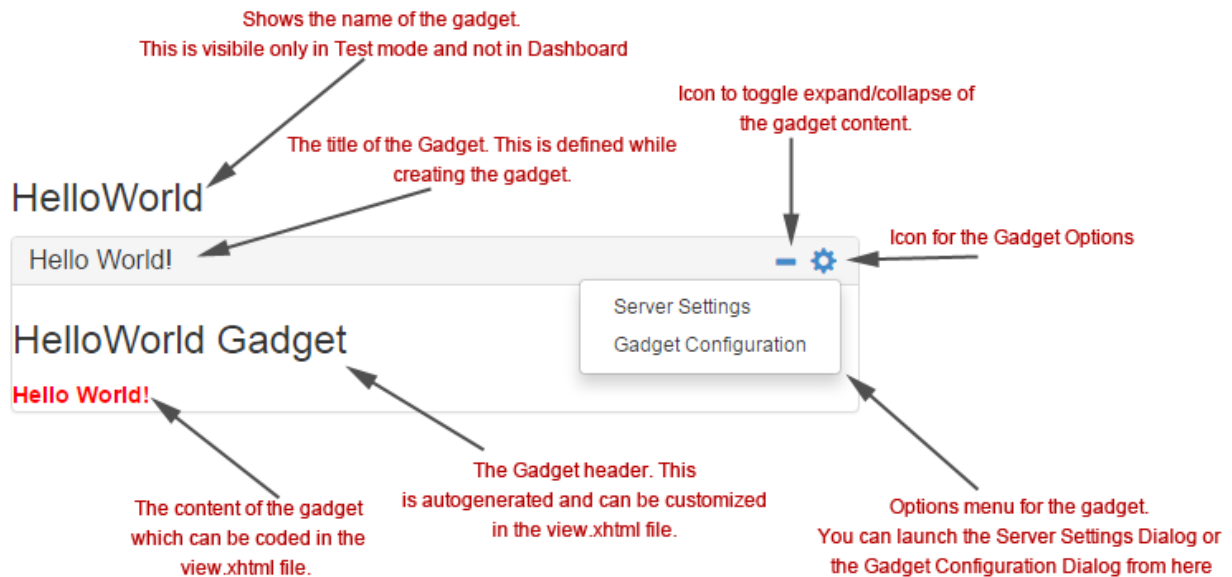 Shows the name of the gadget.
This is visibile only in Test mode and not in Dashboard
Icon to toggle expand/collapse of
the gadget content.
The title of the Gadget. This is defined while
creating the gadget.
HelloWorld
Icon for the Gadget Options
Hello World!
Server Settings
Gadget Configuration
HelloWorld Gadget
Hello World!
The Gadget header. This
is autogenerated and can be customized
in the view.xhtml file.
The content of the gadget
which can be coded in the
view.xhtml file.
Options menu for the gadget.
You can launch the Server Settings Dialog or
the Gadget Configuration Dialog from here